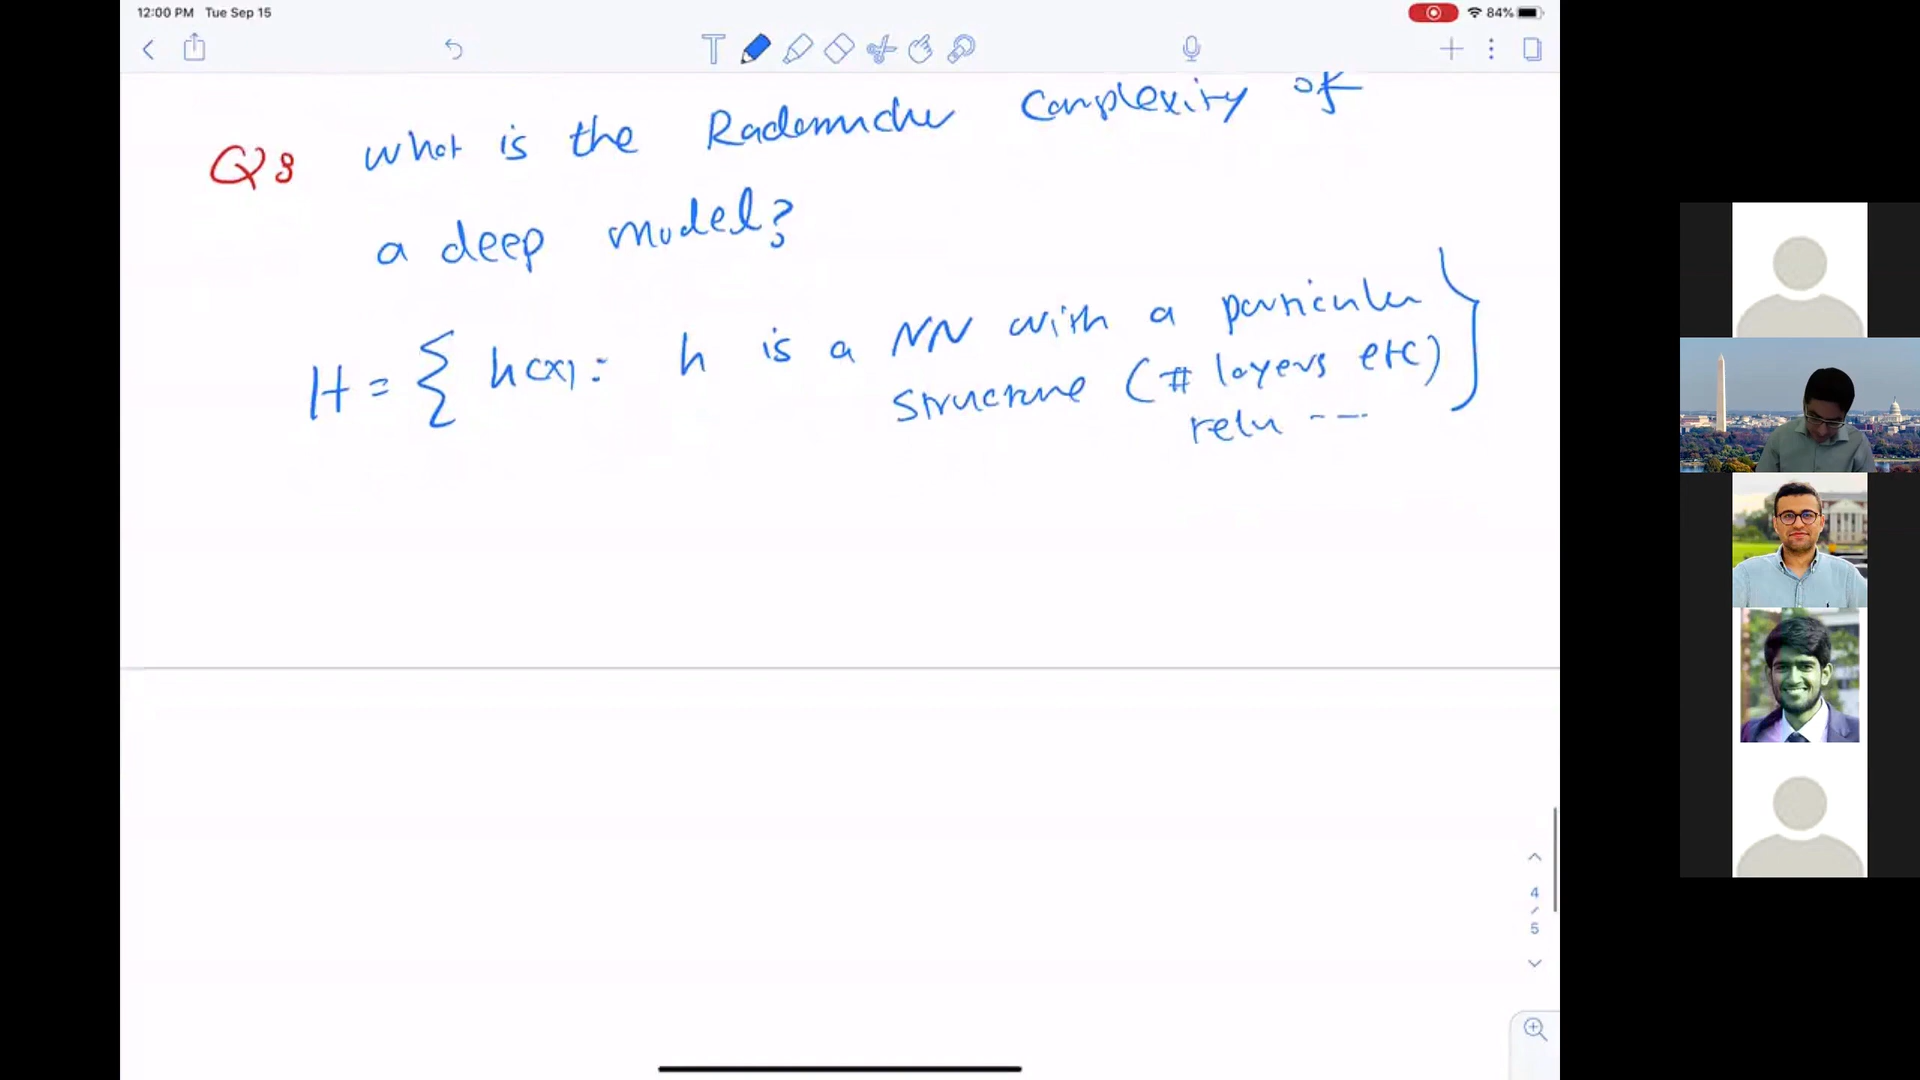 12:00 PM Tue Sep 15
84%
What is the Rademacher Complexity of
Q: a deep model?
H = { h(x): h is a NN with a particular
structure (# layers etc)
relu --- }
4
/
5